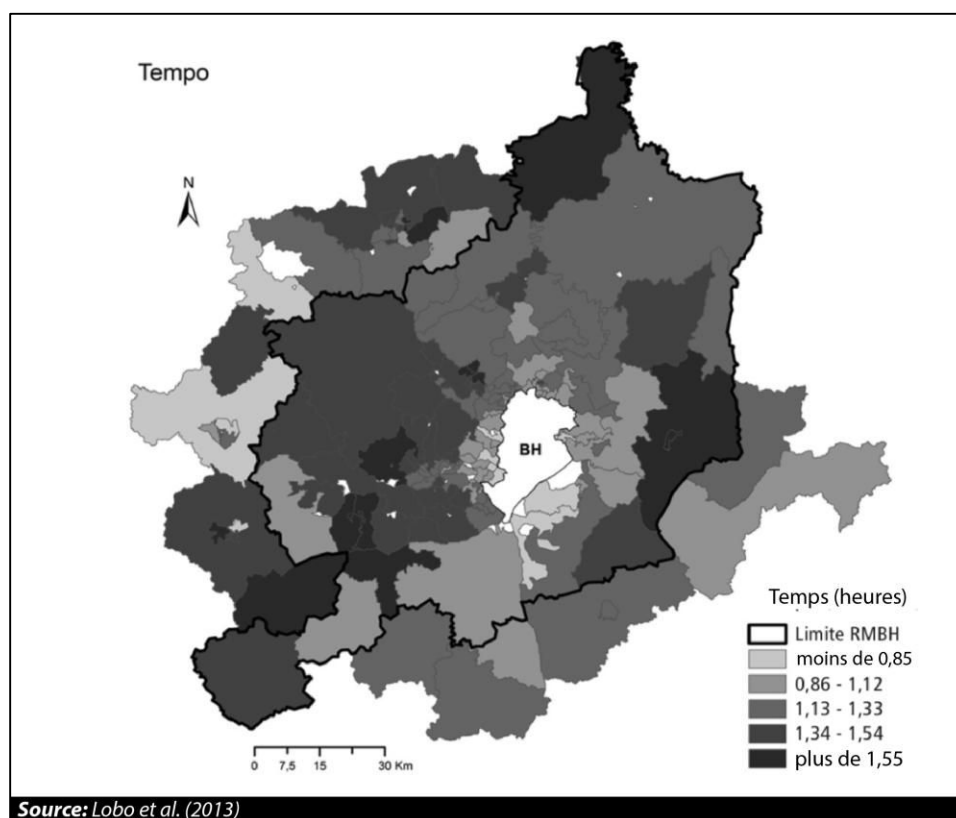 Tempo
N
BH
Temps (heures)
Limite RMBH
moins de 0,85
0,86 - 1,12
1,13 - 1,33
1,34 - 1,54
plus de 1,55
0 7,5 15 30 Km
Source: Lobo et al. (2013)